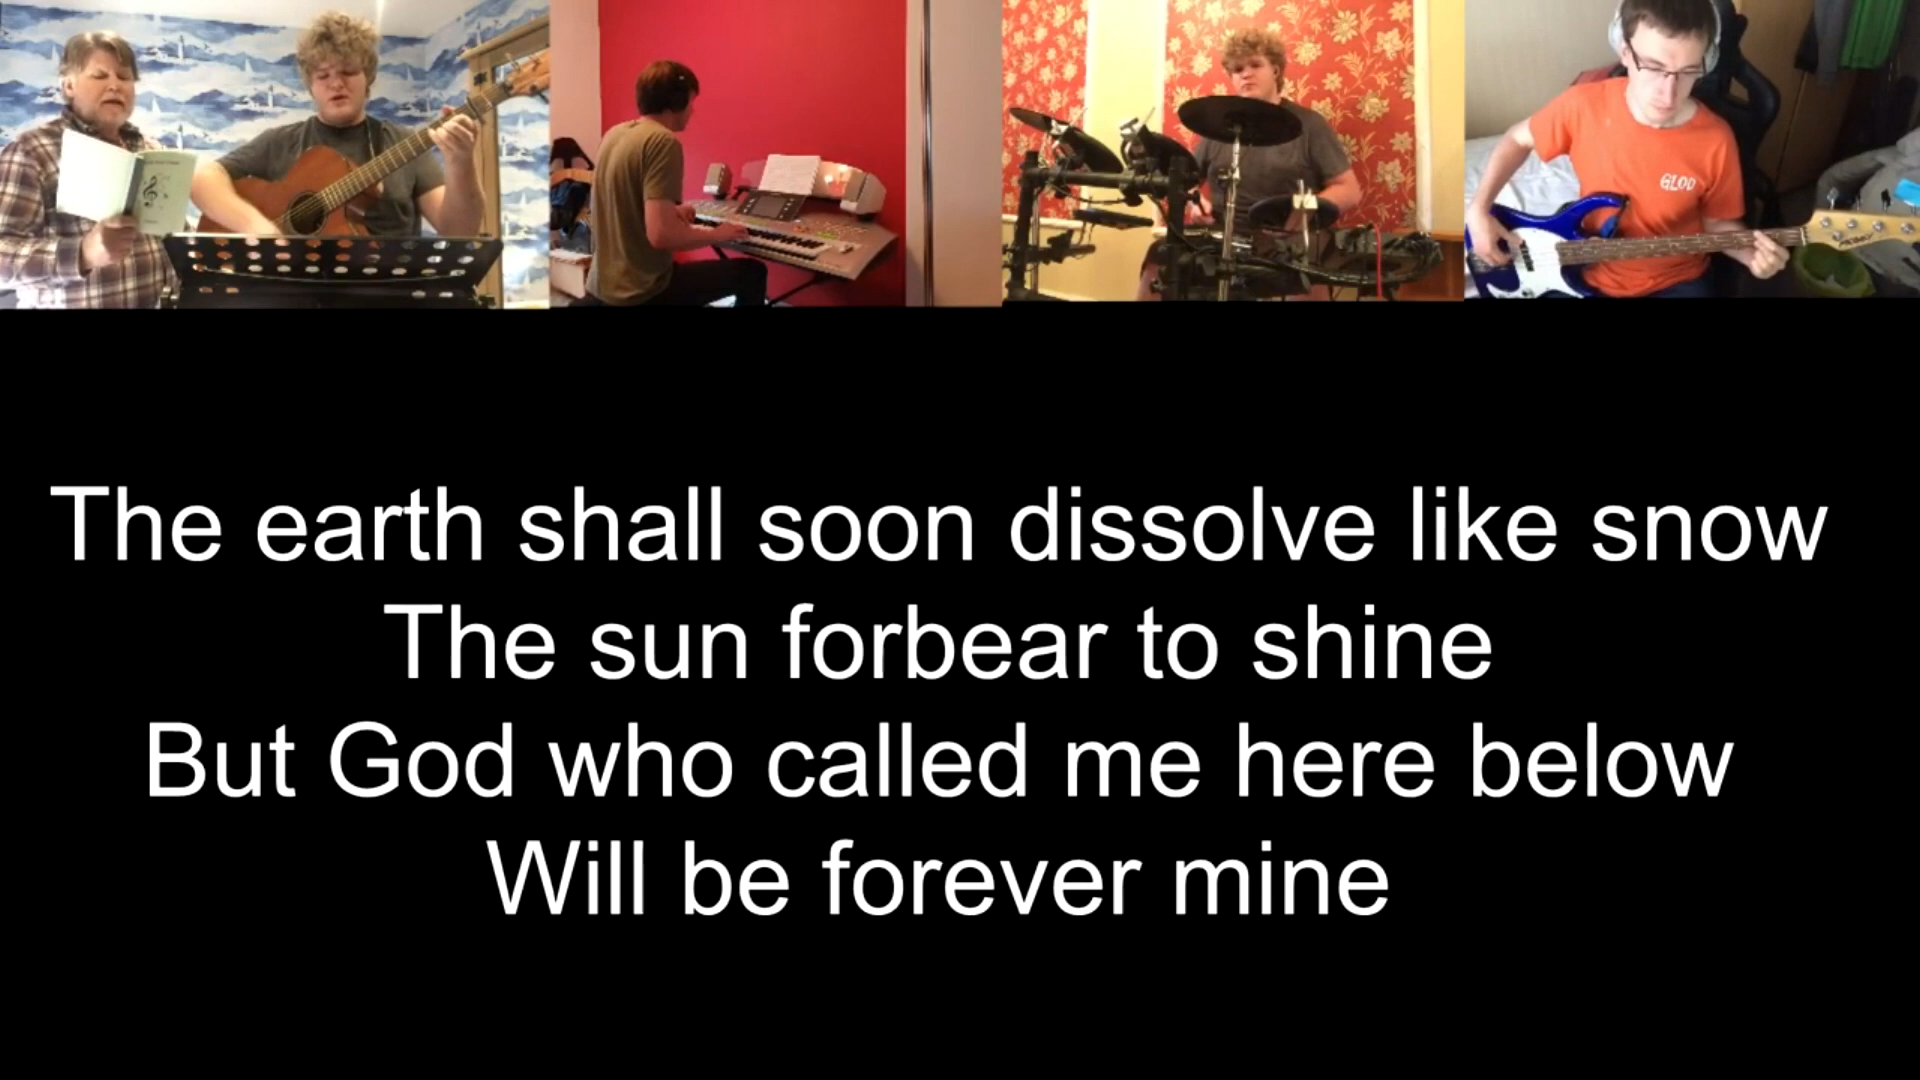 GLOD
The earth shall soon dissolve like snow
The sun forbear to shine
But God who called me here below
Will be forever mine